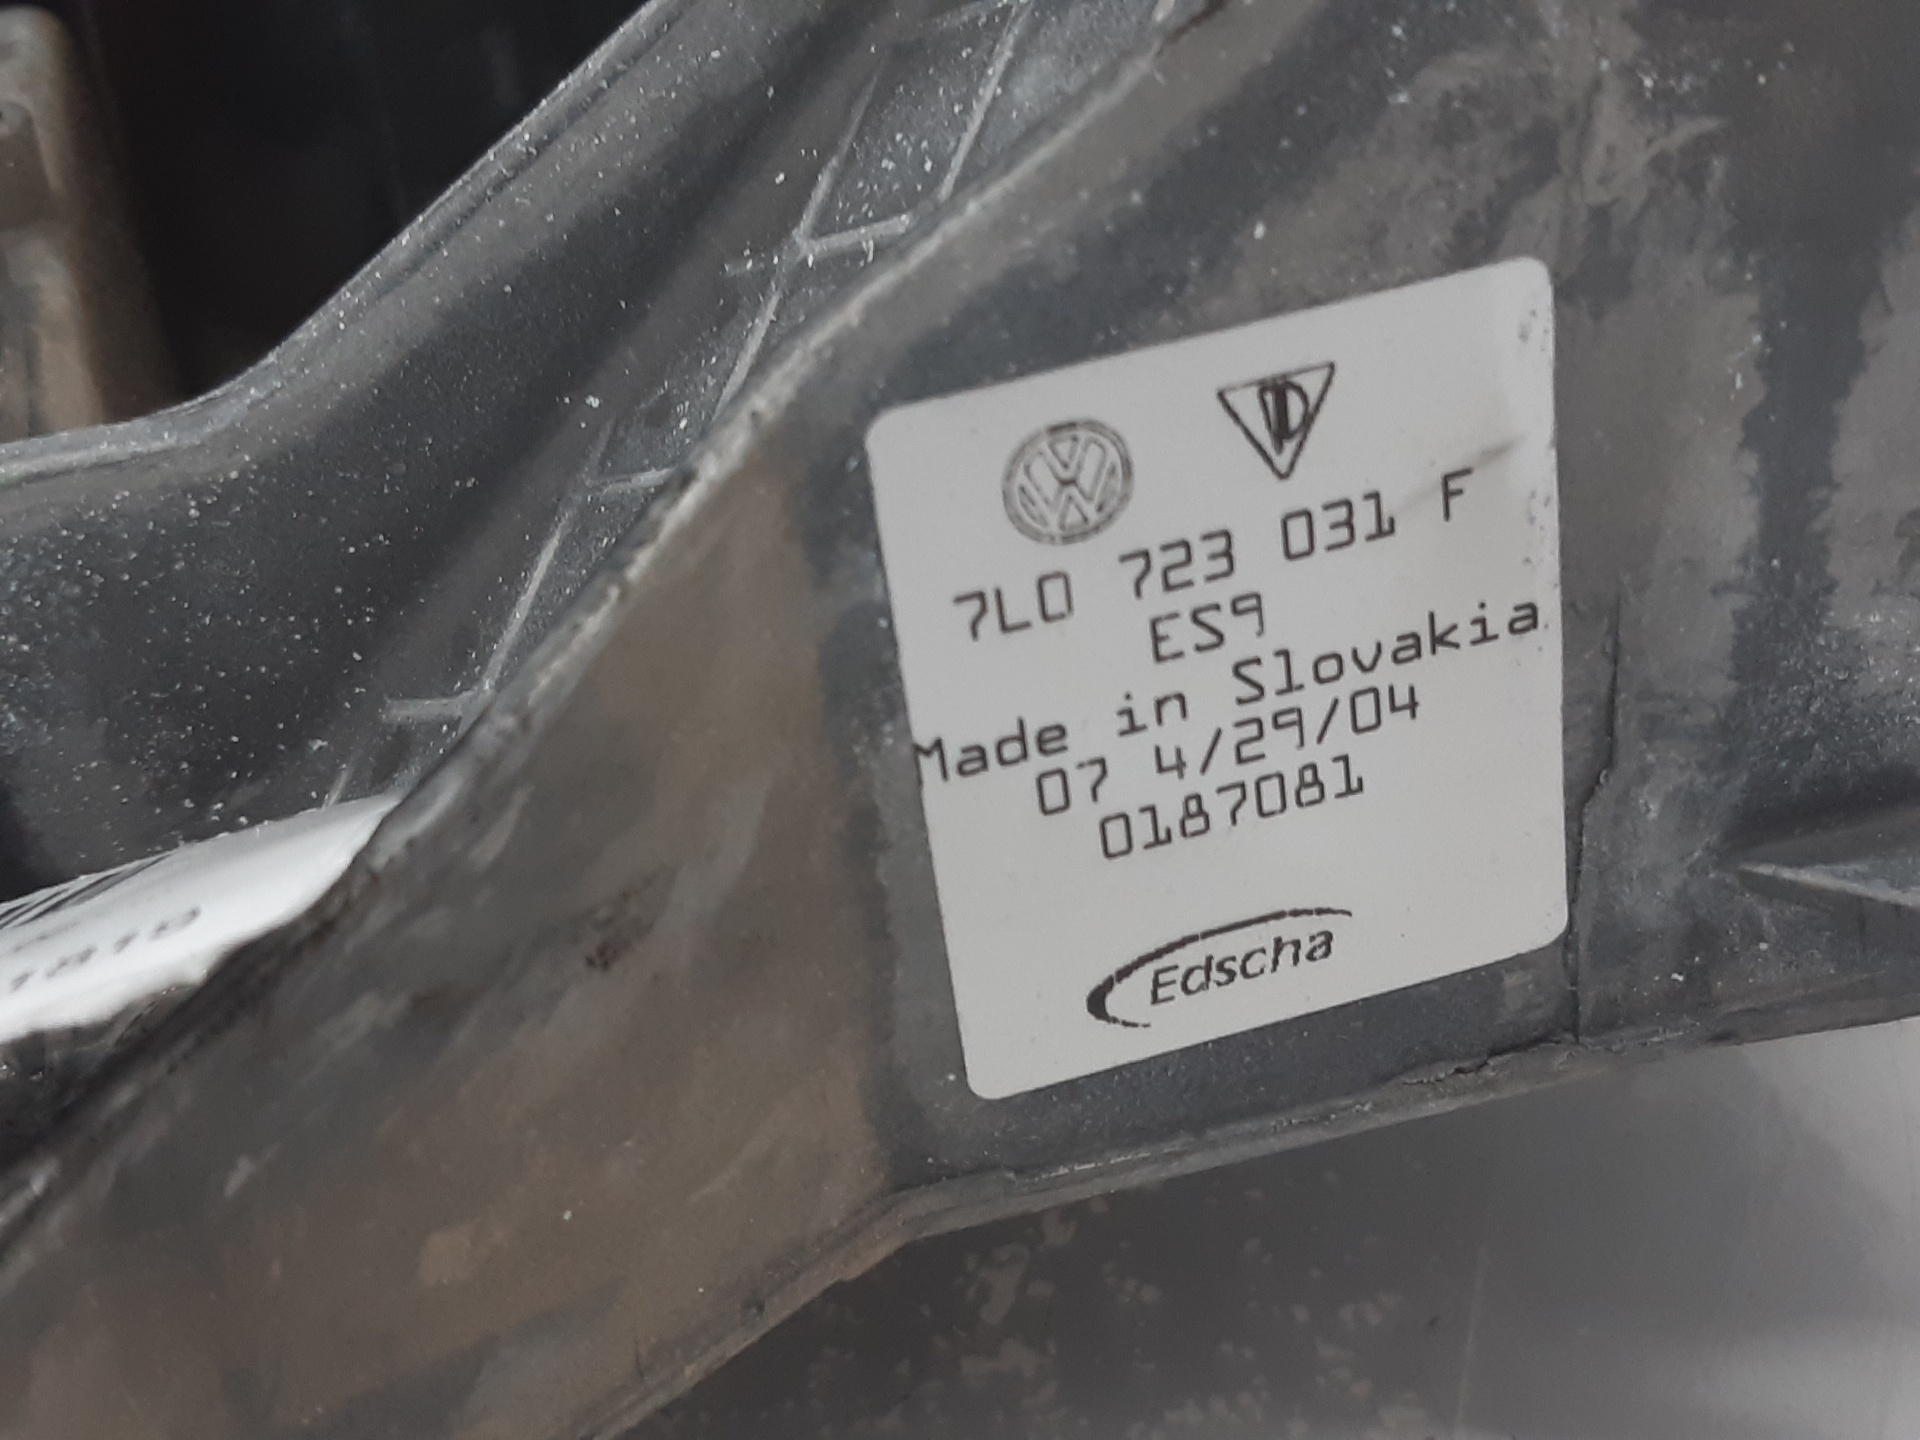 7L0 723 031 F
ES9
Made in Slovakia
07 4/29/04
0187081
Edscha